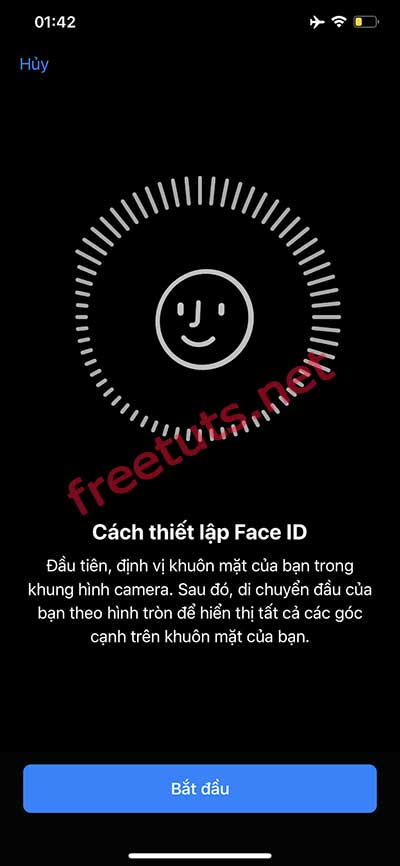 01:42
Hủy
freetuts.net
Cách thiết lập Face ID
Đầu tiên, định vị khuôn mặt của bạn trong
khung hình camera. Sau đó, di chuyển đầu của
bạn theo hình tròn để hiển thị tất cả các góc
cạnh trên khuôn mặt của bạn.
Bắt đầu